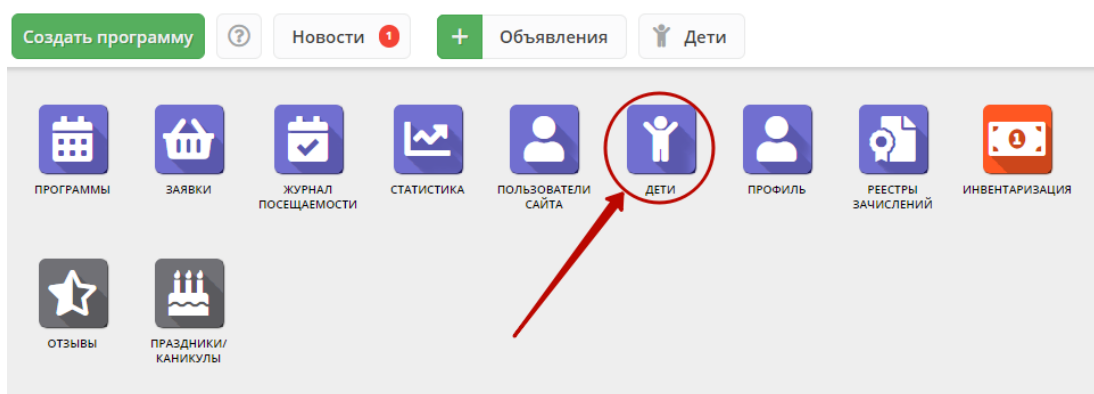 Создать программу ? Новости 1 + Объявления Дети
ПРОГРАММЫ ЗАЯВКИ ЖУРНАЛ ПОСЕЩАЕМОСТИ СТАТИСТИКА ПОЛЬЗОВАТЕЛИ САЙТА ДЕТИ ПРОФИЛЬ РЕЕСТРЫ ЗАЧИСЛЕНИЙ 1 ИНВЕНТАРИЗАЦИЯ
ОТЗЫВЫ ПРАЗДНИКИ/ КАНИКУЛЫ